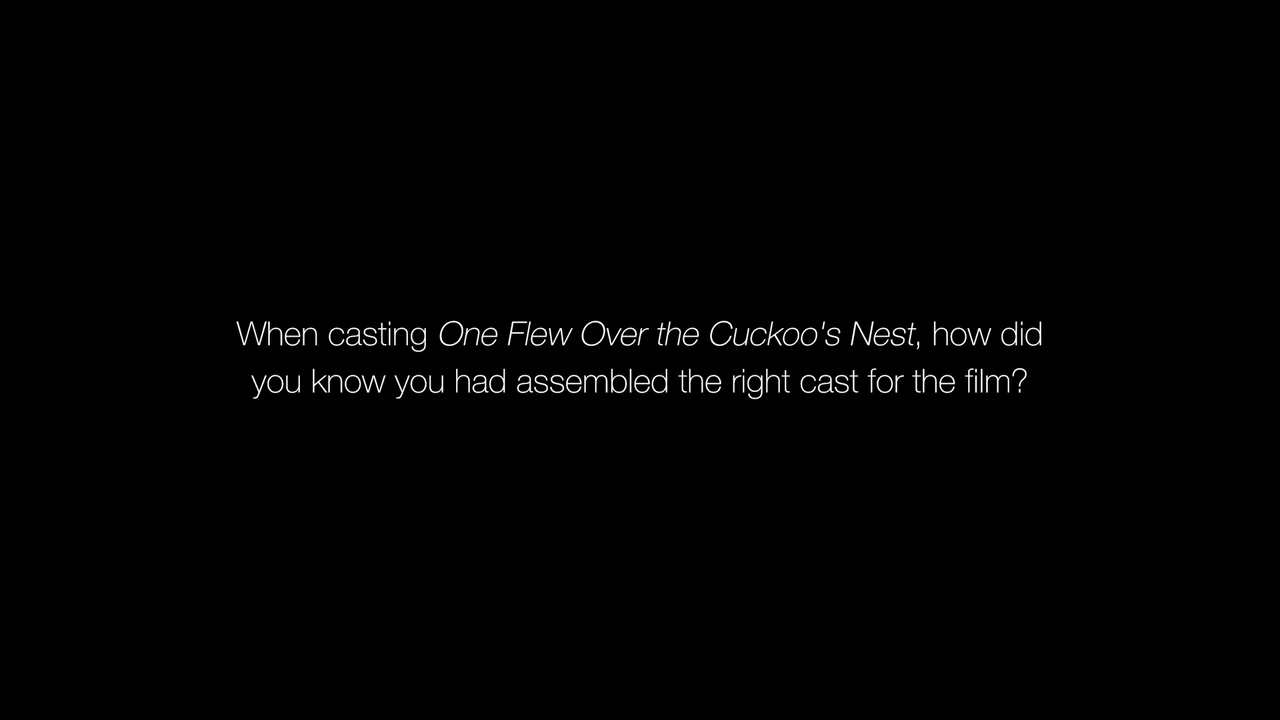 When casting One Flew Over the Cuckoo's Nest, how did
you know you had assembled the right cast for the film?